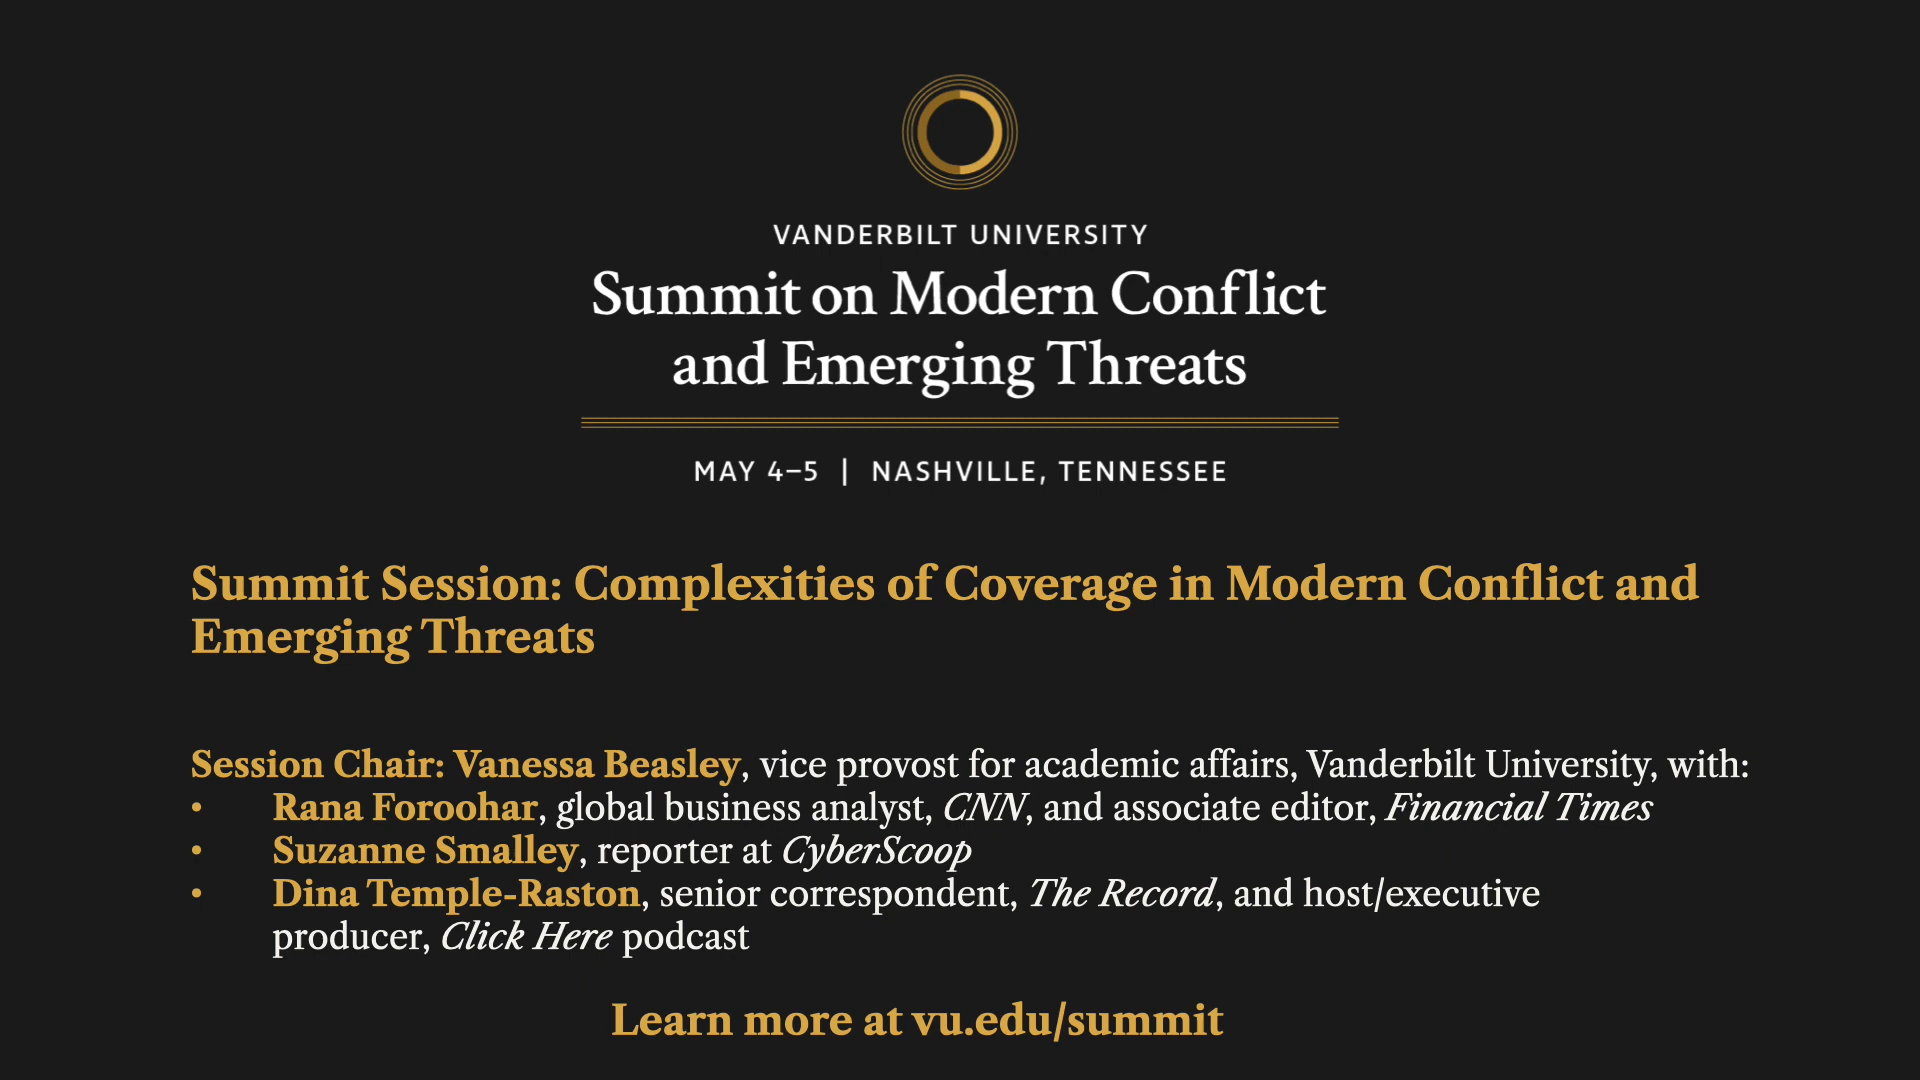 VANDERBILT UNIVERSITY
Summit on Modern Conflict
and Emerging Threats
MAY 4–5 | NASHVILLE, TENNESSEE
Summit Session: Complexities of Coverage in Modern Conflict and
Emerging Threats
Session Chair: Vanessa Beasley, vice provost for academic affairs, Vanderbilt University, with:
• Rana Foroohar, global business analyst, CNN, and associate editor, Financial Times
• Suzanne Smalley, reporter at CyberScoop
• Dina Temple-Raston, senior correspondent, The Record, and host/executive
producer, Click Here podcast
Learn more at vu.edu/summit